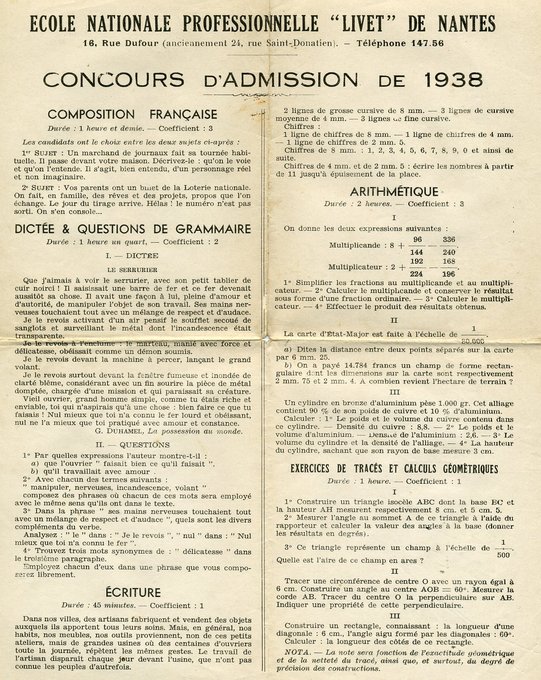 ECOLE NATIONALE PROFESSIONNELLE "LIVET" DE NANTES
16, Rue Dufour (anciennement 24, rue Saint-Donatien). — Téléphone 147.56
CONCOURS D'ADMISSION DE 1938
COMPOSITION FRANÇAISE
Durée : 1 heure et demie. — Coefficient : 3
Les candidats ont le choix entre les deux sujets ci-après :
1er SUJET : Un marchand de journaux fait sa tournée habi-
tuelle. Il passe devant votre maison. Décrivez-le : qu'on le voie
et qu'on l'entende. Il s'agit, bien entendu, d'un personnage réel
et non imaginaire.
2e SUJET : Vos parents ont un billet de la Loterie nationale.
On fait, en famille, des rêves et des projets, propos que l'on
échange. Le jour du tirage arrive. Hélas ! le numéro n'est pas
sorti. On s'en console...
DICTÉE & QUESTIONS DE GRAMMAIRE
Durée : 1 heure un quart. — Coefficient : 2
I. — DICTÉE
LE SERRURIER
Que j'aimais à voir le serrurier, avec son petit tablier de
cuir noirci ! Il saisissait une barre de fer et ce fer devenait
aussitôt sa chose. Il avait une façon à lui, pleine d'amour et
d'autorité, de manipuler l'objet de son travail. Ses mains ner-
veuses touchaient tout avec un mélange de respect et d'audace.
Je le revois activant d'un air pensif le soufflet secoué de
sanglots et surveillant le métal dont l'incandescence était
transparente.
Je le revois à l'enclume : le marteau, manié avec force et
délicatesse, obéissait comme un démon soumis.
Je le revois devant la machine à percer, lançant le grand
volant.
Je le revois surtout devant la fenêtre fumeuse et inondée de
clarté blême, considérant avec un fin sourire la pièce de métal
domptée, chargée d'une mission et qui paraissait sa créature.
Vieil ouvrier, grand homme simple, comme tu étais riche et
enviable, toi qui n'aspirais qu'à une chose : bien faire ce que tu
faisais ! Nul mieux que toi n'a connu le fer lourd et obéissant,
nul ne l'a mieux que toi pratiqué avec amour et constance.
G. DUHAMEL, La possession au monde.
II. — QUESTIONS
1° Par quelles expressions l'auteur montre-t-il :
a) que l'ouvrier " faisait bien ce qu'il faisait ".
b) qu'il travaillait avec amour :
2° Avec chacun des termes suivants :
" manipuler, nerveuses, incandescence, volant "
composez des phrases où chacun de ces mots sera employé
avec le même sens qu'ils ont dans le texte.
3° Dans la phrase " ses mains nerveuses touchaient tout
avec un mélange de respect et d'audace ", quels sont les divers
compléments du verbe.
Analysez : " le " dans : " Je le revois ", " nul " dans : " Nul
mieux que toi n'a connu le fer ".
4° Trouvez trois mots synonymes de : " délicatesse " dans
le troisième paragraphe.
Employez chacun d'eux dans une phrase que vous compo-
serez librement.
ÉCRITURE
Durée : 45 minutes. — Coefficient : 1
Dans nos villes, des artisans fabriquent et vendent des objets
auxquels ils apportent tous leurs soins. Mais, en général, nos
habits, nos meubles, nos outils proviennent, non de ces petits
ateliers, mais de grandes usines où des centaines d'ouvriers
toute la journée, répètent les mêmes gestes. Le travail de
l'artisan disparaît chaque jour devant l'usine, que n'ont pas
connue les peuples d'autrefois.
2 lignes de grosse cursive de 8 mm. — 3 lignes de cursive
moyenne de 4 mm. — 3 lignes de fine cursive.
Chiffres :
1 ligne de chiffres de 8 mm. — 1 ligne de chiffres de 4 mm.
— 1 ligne de chiffres de 2 mm. 5.
Chiffres de 8 mm. : 1, 2, 3, 4, 5, 6, 7, 8, 9, 0 et ainsi de
suite.
Chiffres de 4 mm. et de 2 mm. 5 : écrire les nombres à partir
de 11 jusqu'à épuisement de la place.
ARITHMÉTIQUE
Durée : 2 heures. — Coefficient : 3
I
On donne les deux expressions suivantes :
96 336
Multiplicande : 8 + — — —
144 240
192 168
Multiplicateur : 2 + — — —
224 196
1° Simplifier les fractions au multiplicande et au multipli-
cateur. — 2° Calculer le multiplicande et conserver le résultat
sous forme d'une fraction ordinaire. — 3° Calculer le multipli-
cateur. — 4° Effectuer le produit des résultats obtenus.
II
1
La carte d'État-Major est faite à l'échelle de —
80.000
a) Dites la distance entre deux points séparés sur la carte
par 6 mm. 25.
b) On a payé 14.784 francs un champ de forme rectan-
gulaire dont les dimensions sur la carte sont respectivement
2 mm. 75 et 2 mm. 4. A combien revient l'hectare de terrain ?
III
Un cylindre en bronze d'aluminium pèse 1.000 gr. Cet alliage
contient 90 % de son poids de cuivre et 10 % d'aluminium.
Calculer : 1° Le poids et le volume du cuivre contenu dans
ce cylindre. — Densité du cuivre : 8,8. — 2° Le poids et le
volume d'aluminium. — Densité de l'aluminium : 2,6. — 3° Le
volume du cylindre et la densité de l'alliage. — 4° La hauteur
du cylindre, sachant que son rayon de base mesure 3 cm.
EXERCICES DE TRACÉS ET CALCULS GÉOMÉTRIQUES
Durée : 1 heure. — Coefficient : 1
I
1° Construire un triangle isocèle ABC dont la base BC et
la hauteur AH mesurent respectivement 8 cm. et 5 cm. 5.
2° Mesurer l'angle au sommet A de ce triangle à l'aide du
rapporteur et calculer la valeur des angles à la base (donner
les résultats en degrés).
1
3° Ce triangle représente un champ à l'échelle de —
500
Quelle est l'aire de ce champ en ares ?
II
Tracer une circonférence de centre O avec un rayon égal à
6 cm. Construire un angle au centre AOB = 60°. Mesurer la
corde AB. Tracer du centre O la perpendiculaire sur AB.
Indiquer une propriété de cette perpendiculaire.
III
Construire un rectangle, connaissant : la longueur d'une
diagonale : 6 cm., l'angle aigu formé par les diagonales : 60°.
Calculer : la longueur des côtés de ce rectangle.
NOTA. — La note sera fonction de l'exactitude géométrique
et de la netteté du tracé, ainsi que, et surtout, du degré de
précision des constructions.